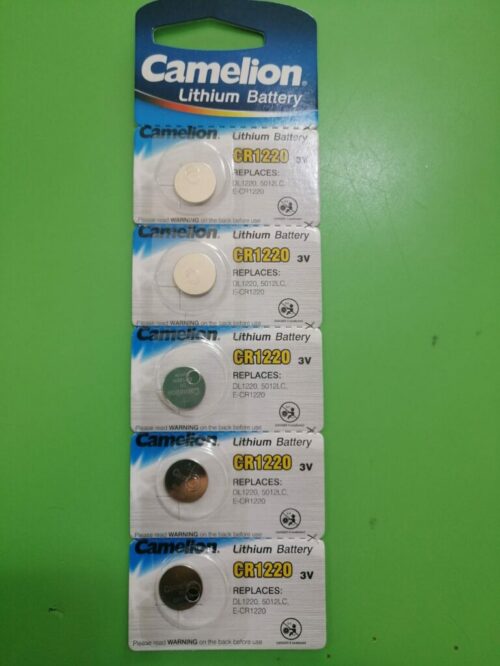 Camelion.
Lithium Battery
Camelion. Lithium Battery
CR1220 3V
REPLACES:
DL1220, 5012LC,
E-CR1220
Please read WARNING on the back before use
Camelion. Lithium Battery
CR1220 3V
REPLACES:
DL1220, 5012LC,
E-CR1220
Please read WARNING on the back before use
Camelion. Lithium Battery
CR1220 3V
REPLACES:
DL1220, 5012LC,
E-CR1220
Please read WARNING on the back before use
Camelion. Lithium Battery
CR1220 3V
REPLACES:
DL1220, 5012LC,
E-CR1220
Please read WARNING on the back before use
Camelion. Lithium Battery
CR1220 3V
REPLACES:
DL1220, 5012LC,
E-CR1220
Please read WARNING on the back before use